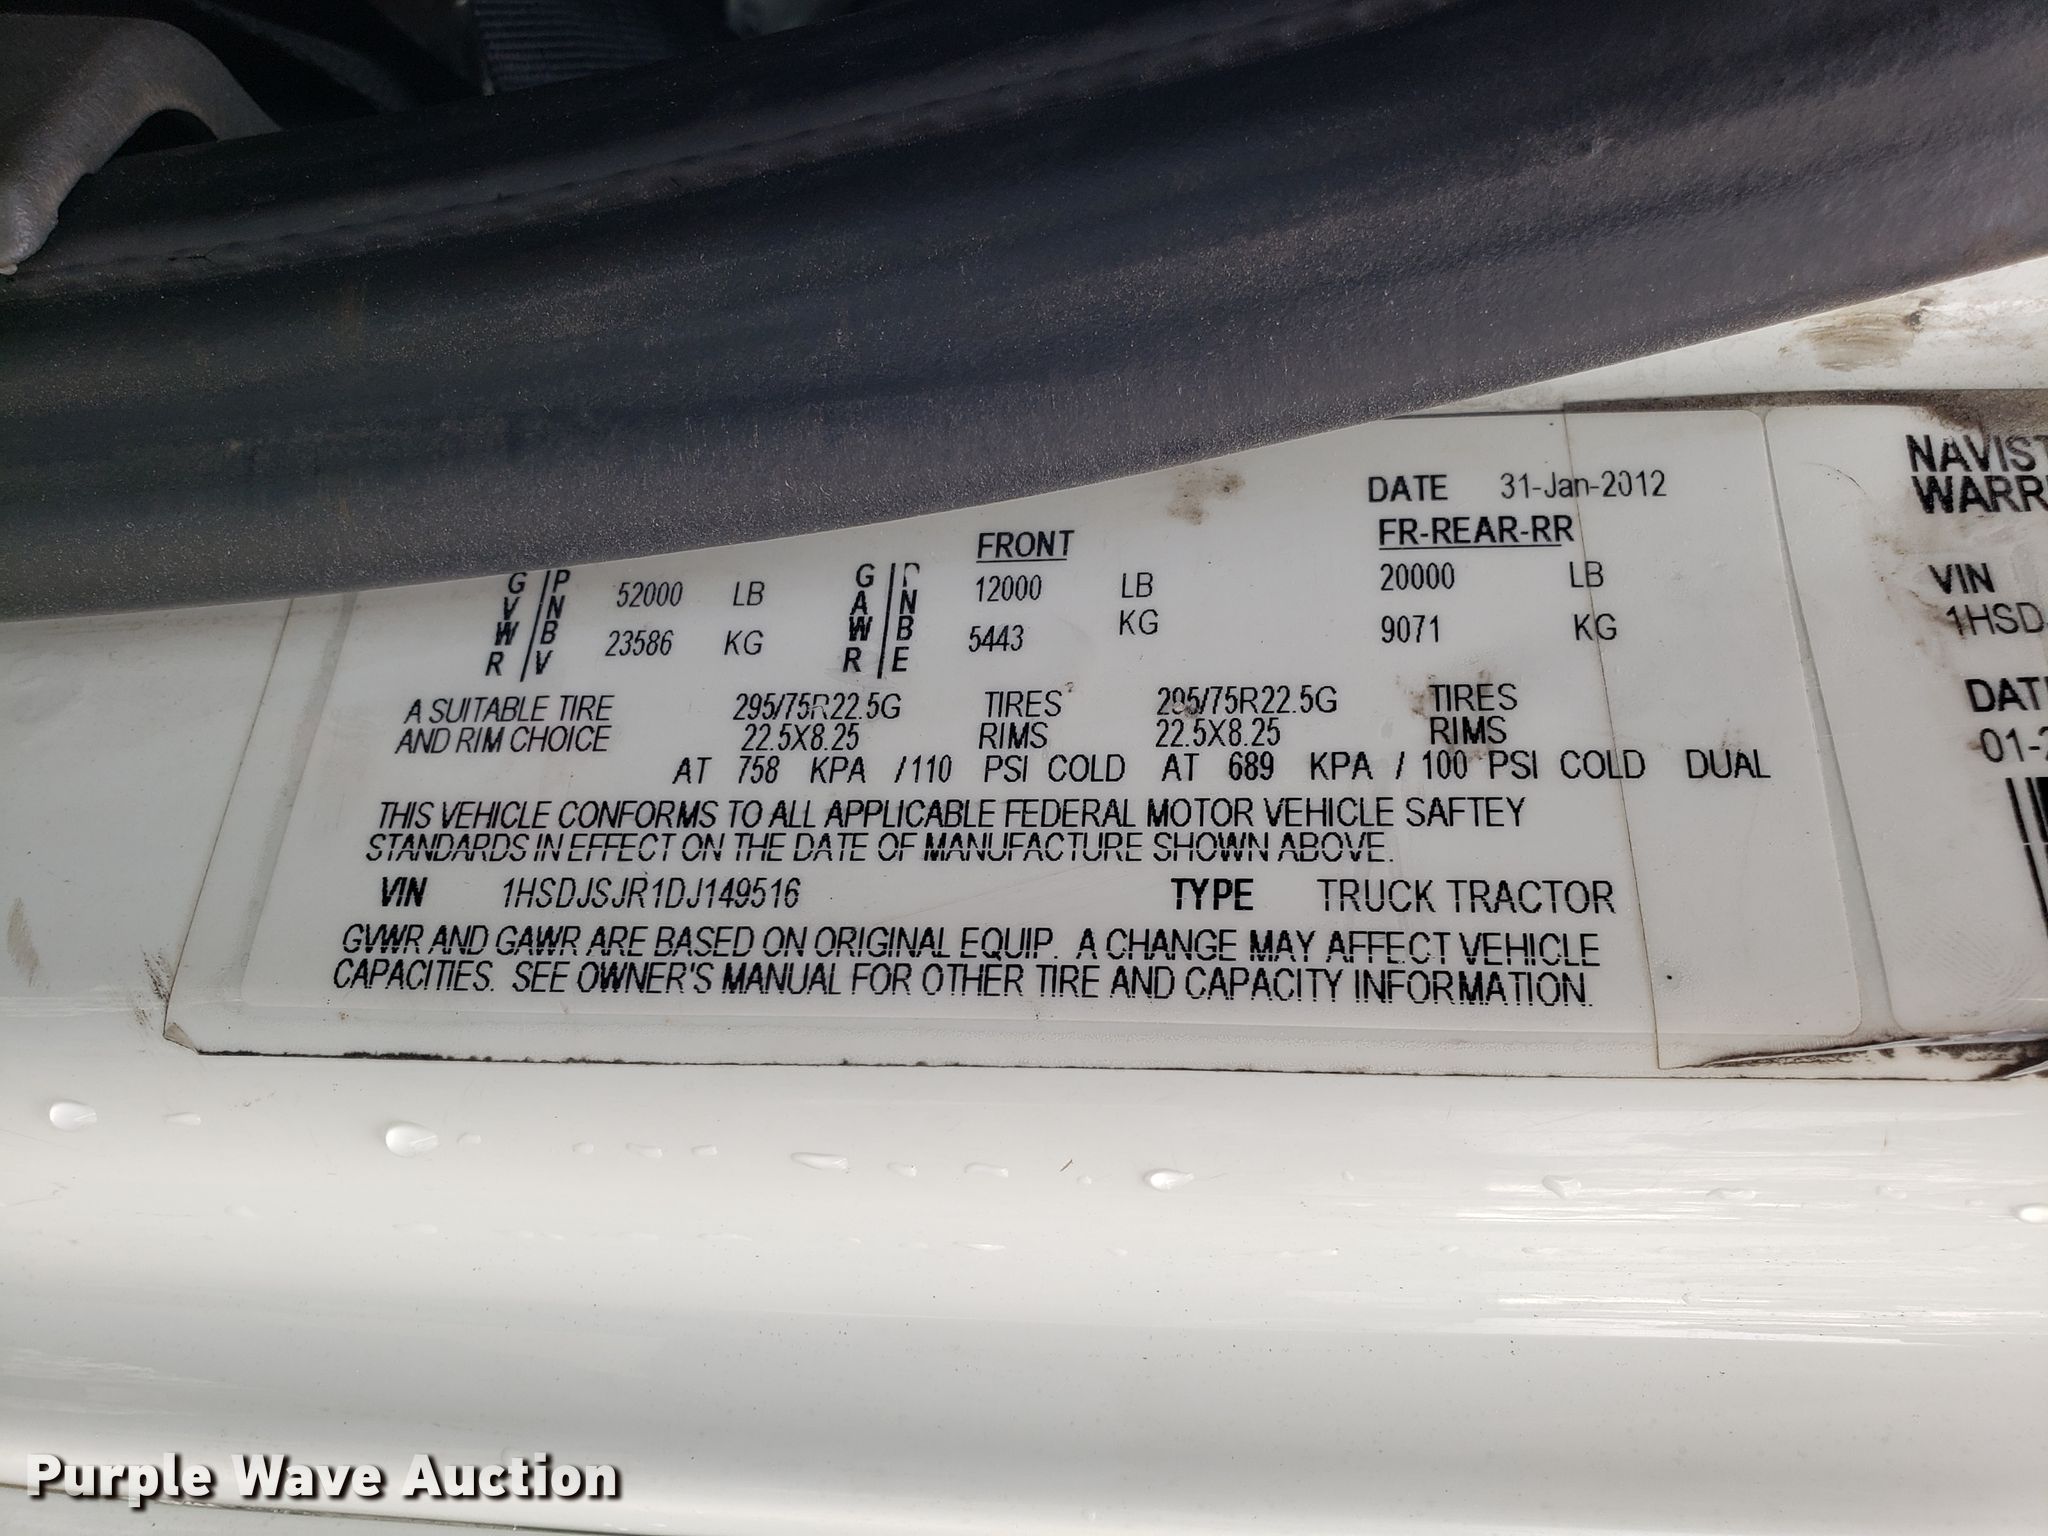 DATE 31-Jan-2012
FRONT FR-REAR-RR
G / P 52000 LB G / P 12000 LB 20000 LB
V / N A / N
W / B 23586 KG W / B 5443 KG 9071 KG
R / V R / E
A SUITABLE TIRE 295/75R22.5G TIRES 295/75R22.5G TIRES
AND RIM CHOICE 22.5X8.25 RIMS 22.5X8.25 RIMS
AT 758 KPA /110 PSI COLD AT 689 KPA / 100 PSI COLD DUAL
THIS VEHICLE CONFORMS TO ALL APPLICABLE FEDERAL MOTOR VEHICLE SAFTEY
STANDARDS IN EFFECT ON THE DATE OF MANUFACTURE SHOWN ABOVE.
VIN 1HSDJSJR1DJ149516 TYPE TRUCK TRACTOR
GVWR AND GAWR ARE BASED ON ORIGINAL EQUIP. A CHANGE MAY AFFECT VEHICLE
CAPACITIES. SEE OWNER'S MANUAL FOR OTHER TIRE AND CAPACITY INFORMATION.
NAVIST
WARR
VIN
1HSD
DAT
01-2
Purple Wave Auction